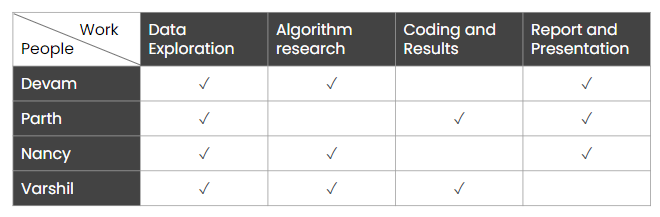 Work
People
Data Exploration
Algorithm research
Coding and Results
Report and Presentation
Devam ✓ ✓ ✓
Parth ✓ ✓ ✓
Nancy ✓ ✓ ✓
Varshil ✓ ✓ ✓